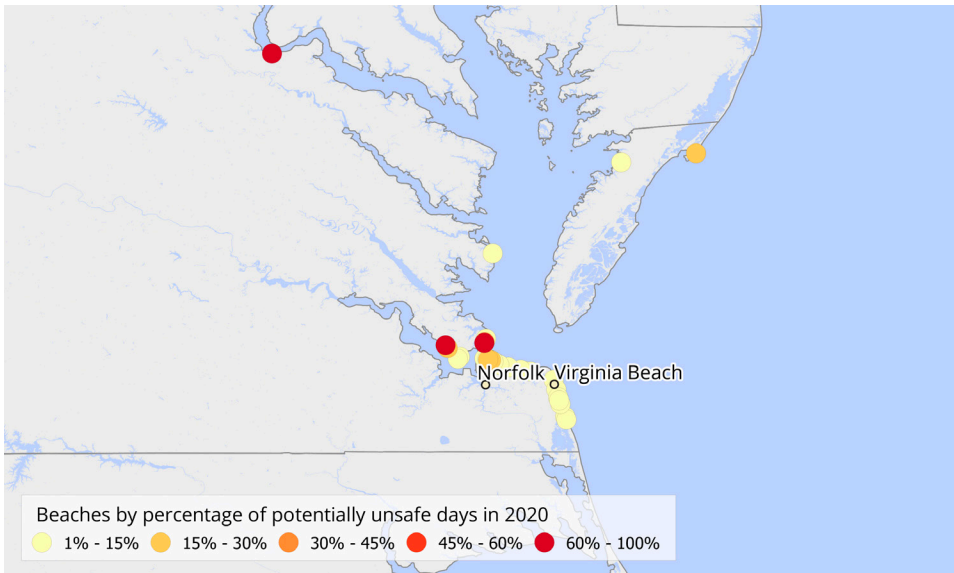 Norfolk
Virginia Beach
Beaches by percentage of potentially unsafe days in 2020
1% - 15% 15% - 30% 30% - 45% 45% - 60% 60% - 100%